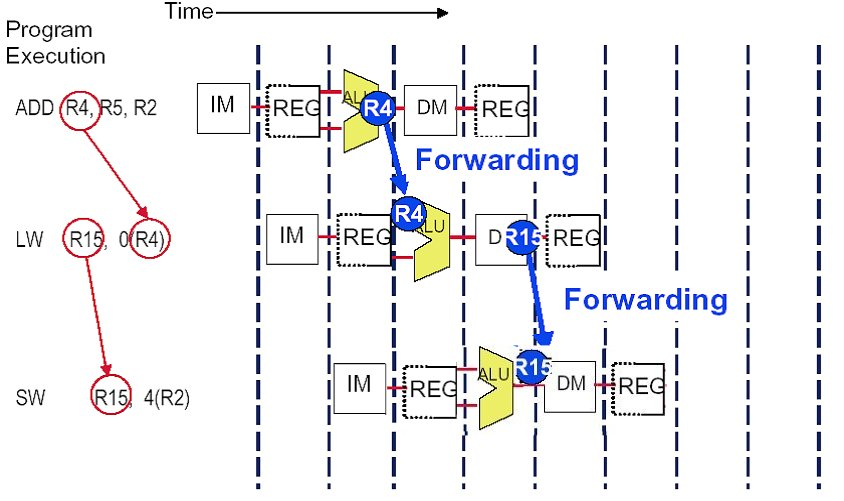 Time
Program
Execution
ADD R4, R5, R2
IM
REG
ALU
R4
DM
REG
Forwarding
LW R15, 0(R4)
IM
REG
R4
ALU
D
R15
REG
Forwarding
SW R15, 4(R2)
IM
REG
ALU
R15
DM
REG